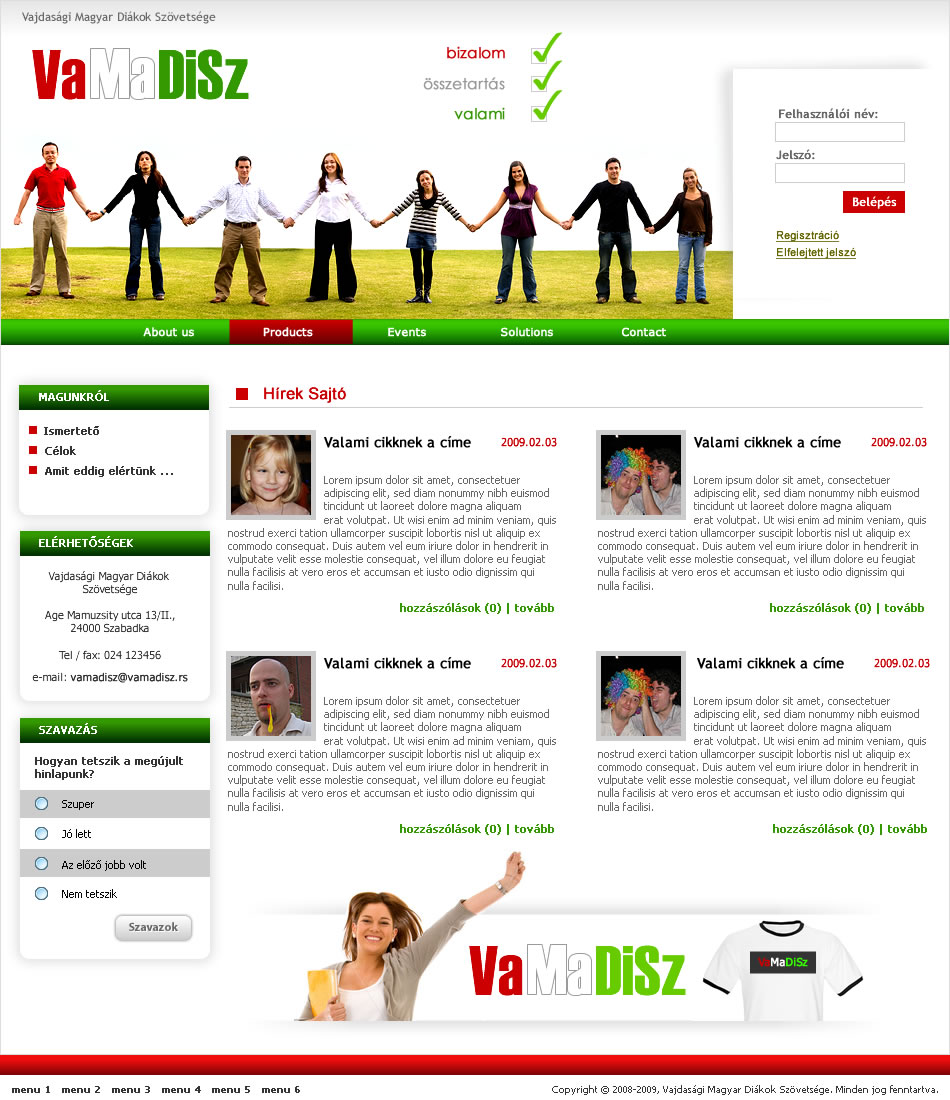 Vajdasági Magyar Diákok Szövetsége
VaMaDiSz
bizalom
összetartás
valami
Felhasználói név:
Jelszó:
Belépés
Regisztráció
Elfelejtett jelszó
About us Products Events Solutions Contact
MAGUNKRÓL
Ismertető
Célok
Amit eddig elértünk ...
ELÉRHETŐSÉGEK
Vajdasági Magyar Diákok
Szövetsége
Age Mamuzsity utca 13/II.,
24000 Szabadka
Tel / fax: 024 123456
e-mail: vamadisz@vamadisz.rs
SZAVAZÁS
Hogyan tetszik a megújult
hinlapunk?
Szuper
Jó lett
Az előző jobb volt
Nem tetszik
Szavazok
Hírek Sajtó
Valami cikknek a címe 2009.02.03
Lorem ipsum dolor sit amet, consectetuer
adipiscing elit, sed diam nonummy nibh euismod
tincidunt ut laoreet dolore magna aliquam
erat volutpat. Ut wisi enim ad minim veniam, quis
nostrud exerci tation ullamcorper suscipit lobortis nisl ut aliquip ex
commodo consequat. Duis autem vel eum iriure dolor in hendrerit in
vulputate velit esse molestie consequat, vel illum dolore eu feugiat
nulla facilisis at vero eros et accumsan et iusto odio dignissim qui
nulla facilisi.
hozzászólások (0) | tovább
Valami cikknek a címe 2009.02.03
Lorem ipsum dolor sit amet, consectetuer
adipiscing elit, sed diam nonummy nibh euismod
tincidunt ut laoreet dolore magna aliquam
erat volutpat. Ut wisi enim ad minim veniam, quis
nostrud exerci tation ullamcorper suscipit lobortis nisl ut aliquip ex
commodo consequat. Duis autem vel eum iriure dolor in hendrerit in
vulputate velit esse molestie consequat, vel illum dolore eu feugiat
nulla facilisis at vero eros et accumsan et iusto odio dignissim qui
nulla facilisi.
hozzászólások (0) | tovább
Valami cikknek a címe 2009.02.03
Lorem ipsum dolor sit amet, consectetuer
adipiscing elit, sed diam nonummy nibh euismod
tincidunt ut laoreet dolore magna aliquam
erat volutpat. Ut wisi enim ad minim veniam, quis
nostrud exerci tation ullamcorper suscipit lobortis nisl ut aliquip ex
commodo consequat. Duis autem vel eum iriure dolor in hendrerit in
vulputate velit esse molestie consequat, vel illum dolore eu feugiat
nulla facilisis at vero eros et accumsan et iusto odio dignissim qui
nulla facilisi.
hozzászólások (0) | tovább
Valami cikknek a címe 2009.02.03
Lorem ipsum dolor sit amet, consectetuer
adipiscing elit, sed diam nonummy nibh euismod
tincidunt ut laoreet dolore magna aliquam
erat volutpat. Ut wisi enim ad minim veniam, quis
nostrud exerci tation ullamcorper suscipit lobortis nisl ut aliquip ex
commodo consequat. Duis autem vel eum iriure dolor in hendrerit in
vulputate velit esse molestie consequat, vel illum dolore eu feugiat
nulla facilisis at vero eros et accumsan et iusto odio dignissim qui
nulla facilisi.
hozzászólások (0) | tovább
VaMaDiSz
VaMaDiSz
menu 1 menu 2 menu 3 menu 4 menu 5 menu 6
Copyright © 2008-2009, Vajdasági Magyar Diákok Szövetsége. Minden jog fenntartva.